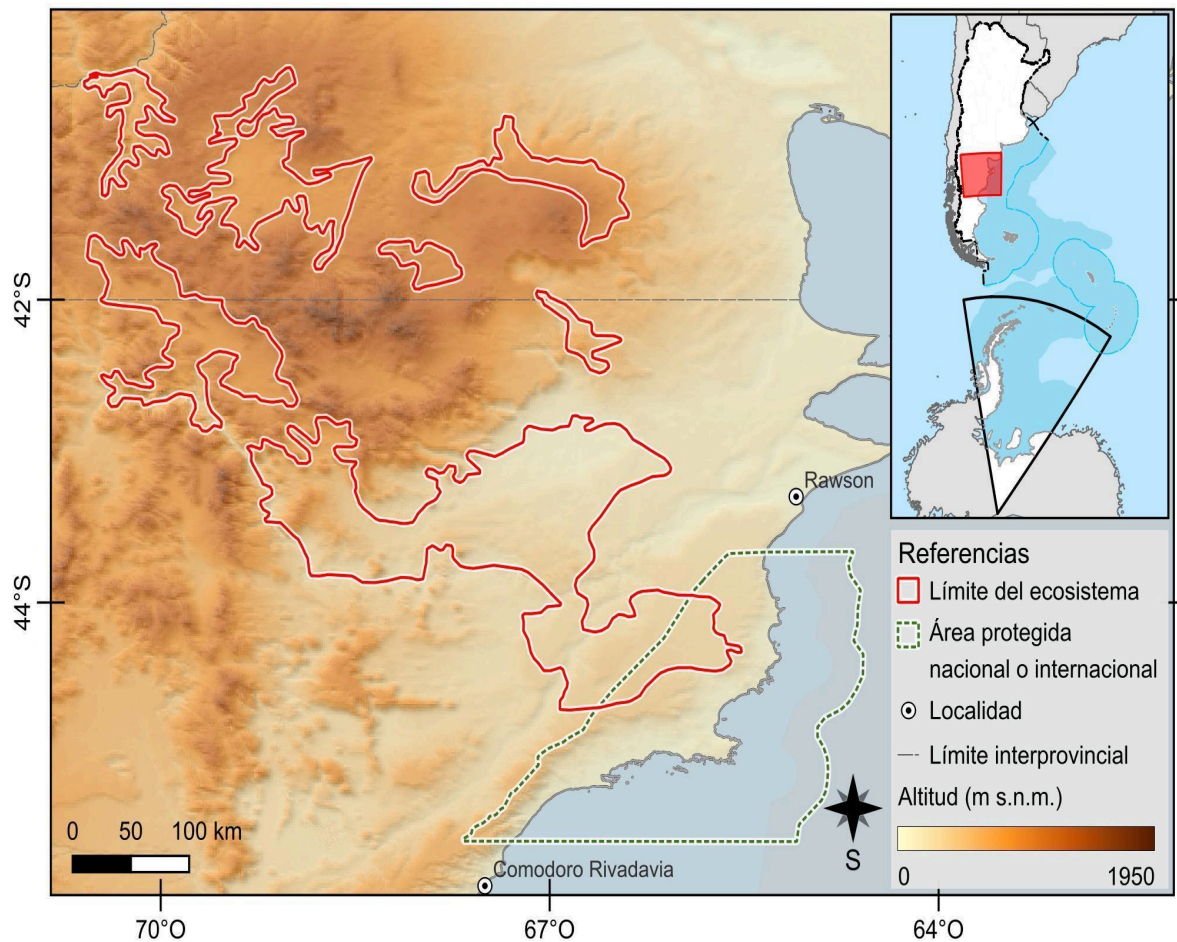 42°S
44°S
Rawson
Comodoro Rivadavia
0 50 100 km
S
70°O 67°O 64°O
Referencias
Límite del ecosistema
Área protegida
nacional o internacional
Localidad
Límite interprovincial
Altitud (m s.n.m.)
0 1950